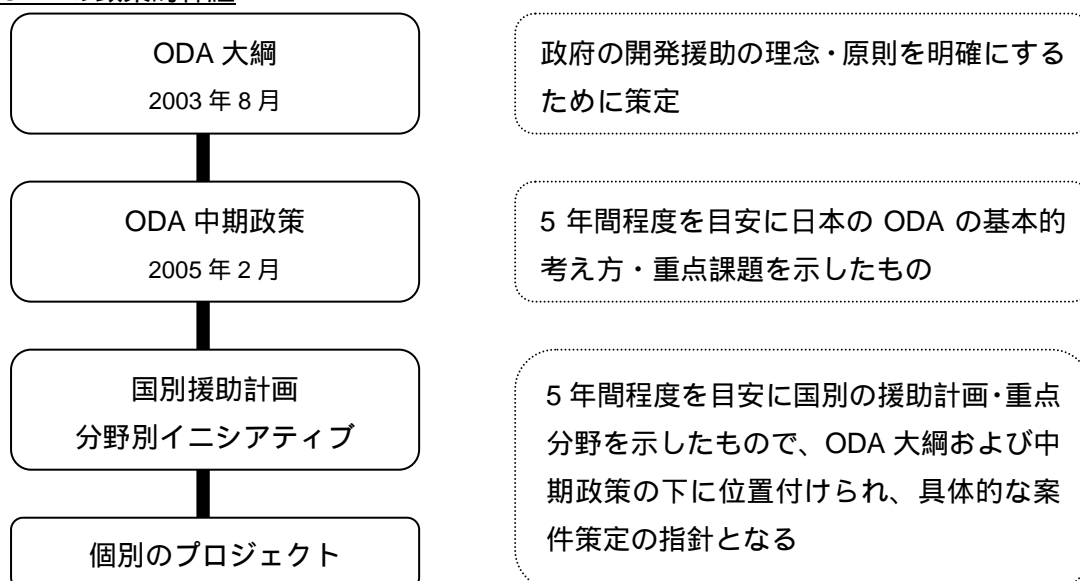 ODA 大綱
2003 年 8 月
政府の開発援助の理念・原則を明確にする
ために策定
ODA 中期政策
2005 年 2 月
5 年間程度を目安に日本の ODA の基本的
考え方・重点課題を示したもの
国別援助計画
分野別イニシアティブ
5 年間程度を目安に国別の援助計画・重点
分野を示したもので、ODA 大綱および中
期政策の下に位置付けられ、具体的な案
件策定の指針となる
個別のプロジェクト